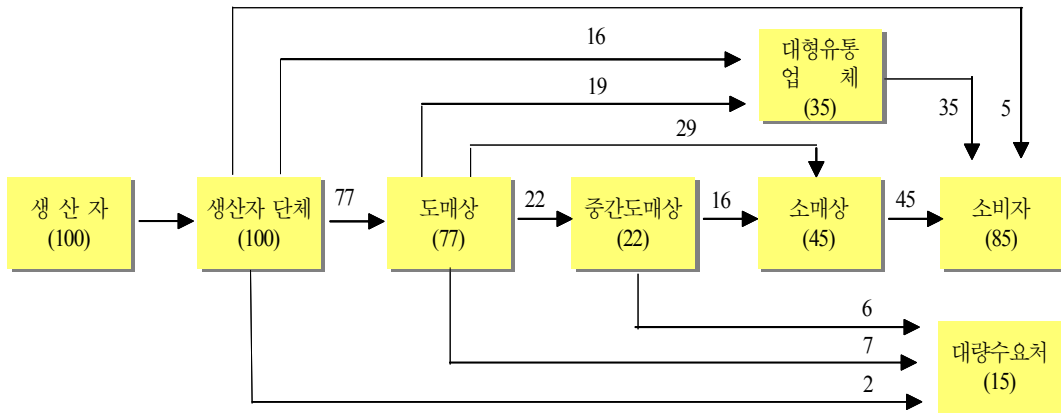 16
대형유통
업 체
(35)
19
35
5
29
생 산 자
(100)
생산자 단체
(100)
77
도매상
(77)
22
중간도매상
(22)
16
소매상
(45)
45
소비자
(85)
6
7
대량수요처
(15)
2